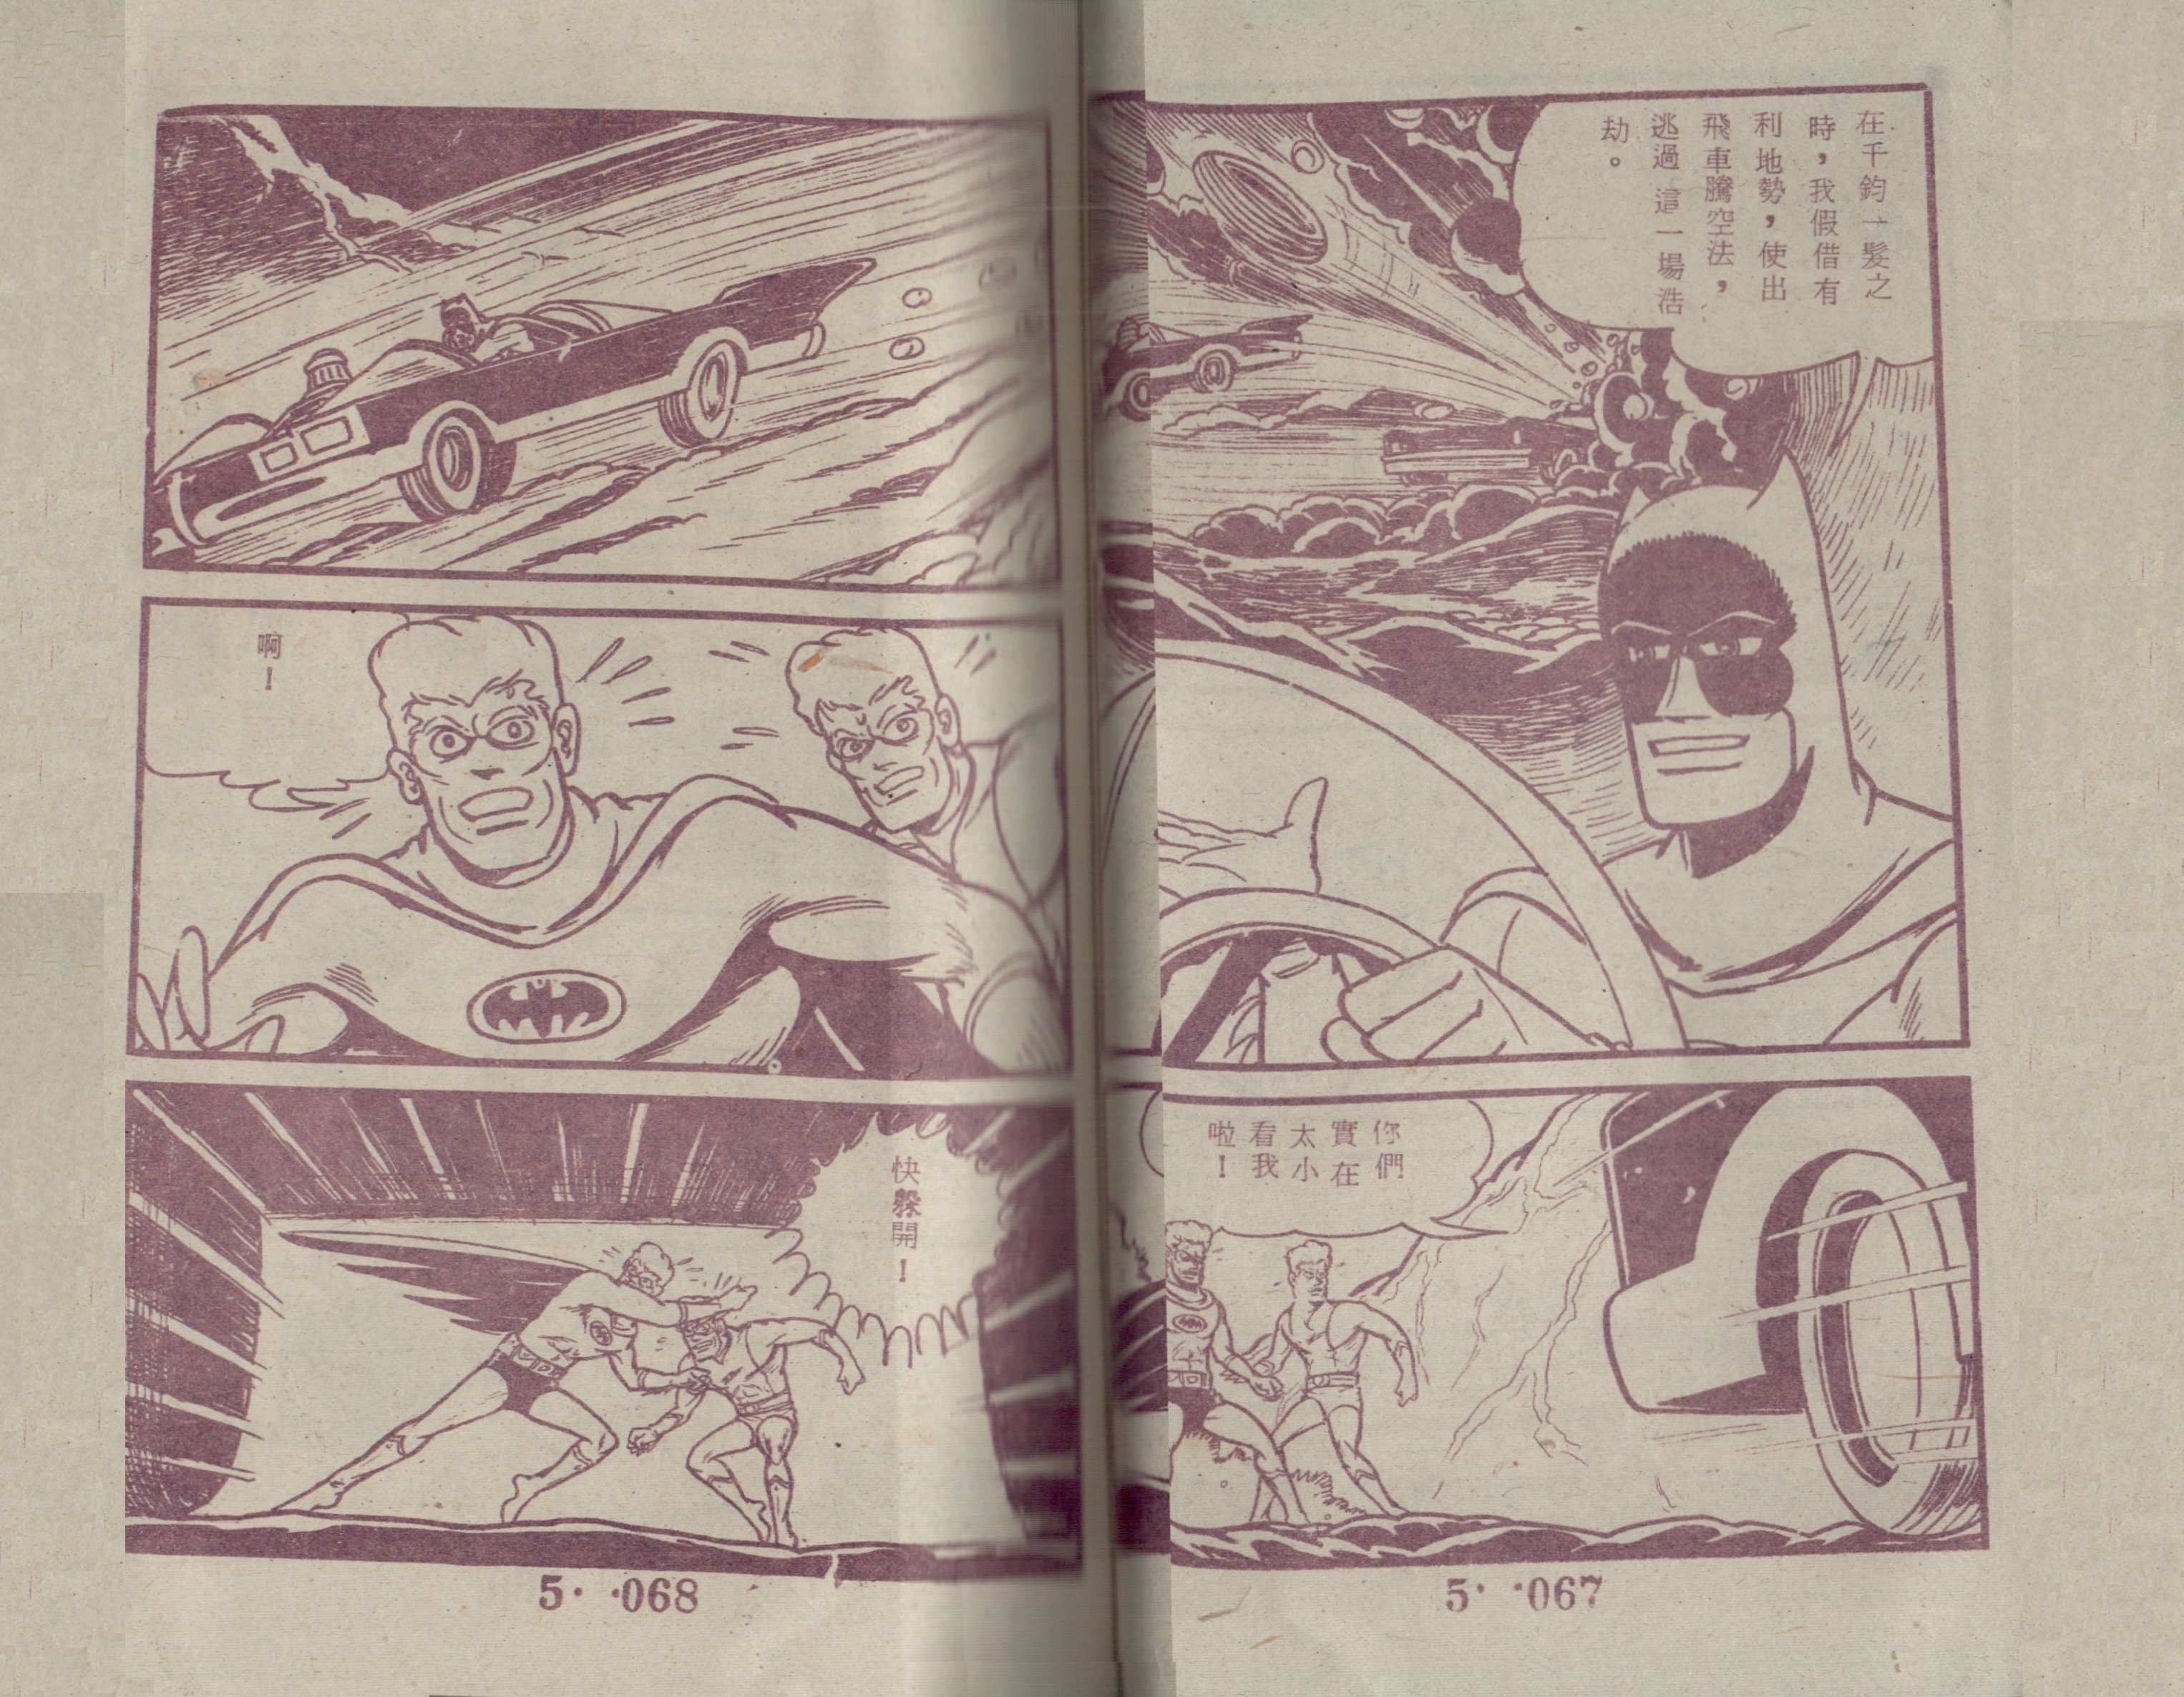 在千鈞一髮之
時，我假借有
利地勢，使出
飛車騰空法，
逃過這一場浩
劫。
你們
實在
太小
看我
啦！
5··067
啊！
快躱開！
5··068